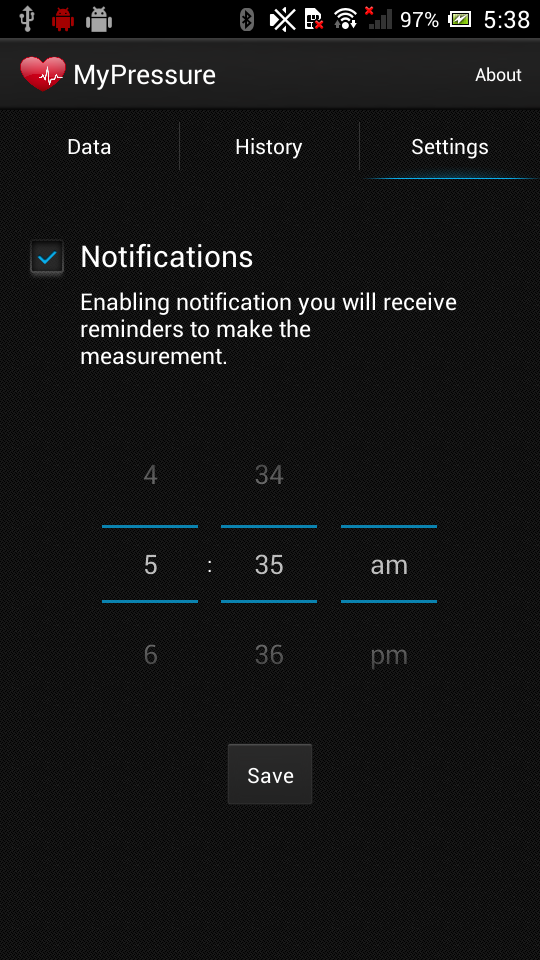 97% 5:38
MyPressure About
Data History Settings
Notifications
Enabling notification you will receive
reminders to make the
measurement.
4 34
5 : 35 am
6 36 pm
Save